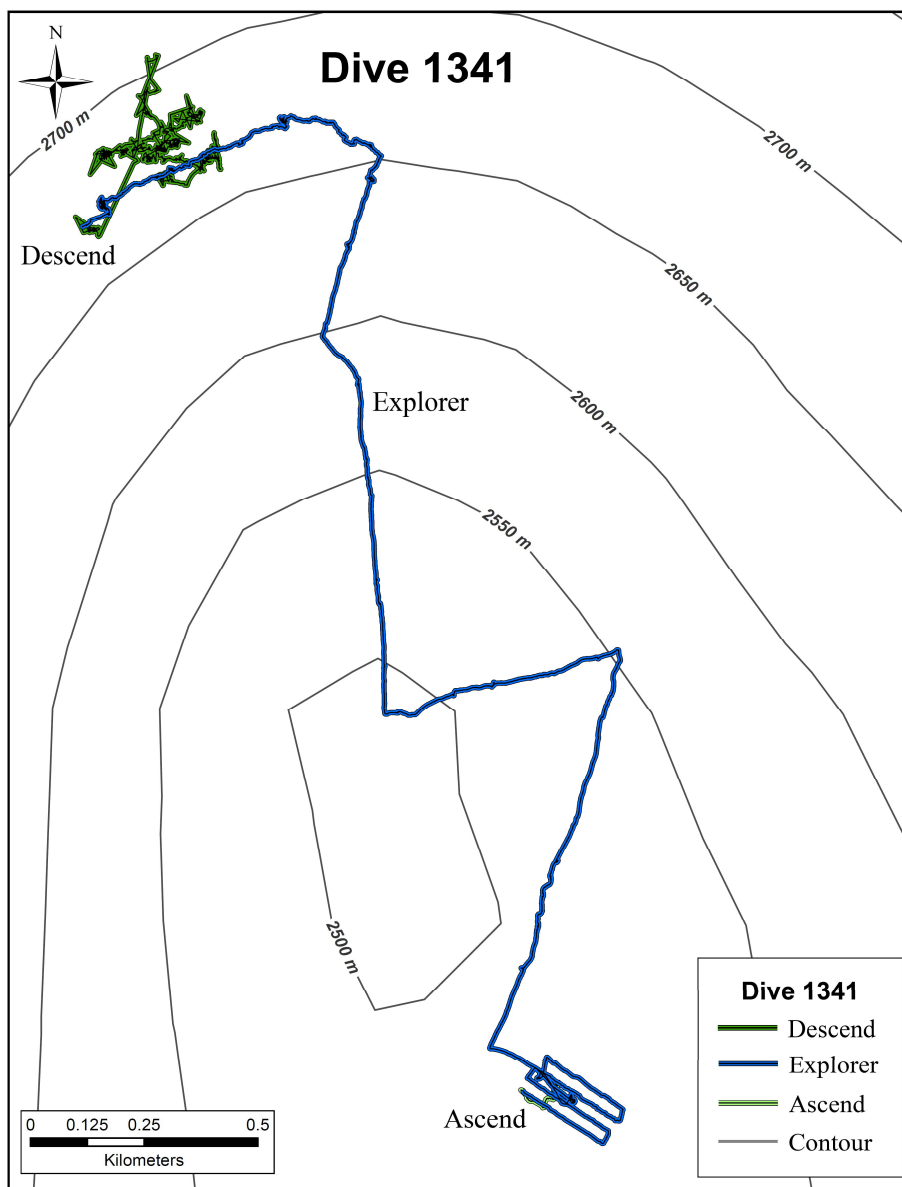 N
Dive 1341
2700 m
2700 m
Descend
2650 m
Explorer
2600 m
2550 m
2500 m
Ascend
Dive 1341
Descend
Explorer
Ascend
Contour
0 0.125 0.25 0.5
Kilometers